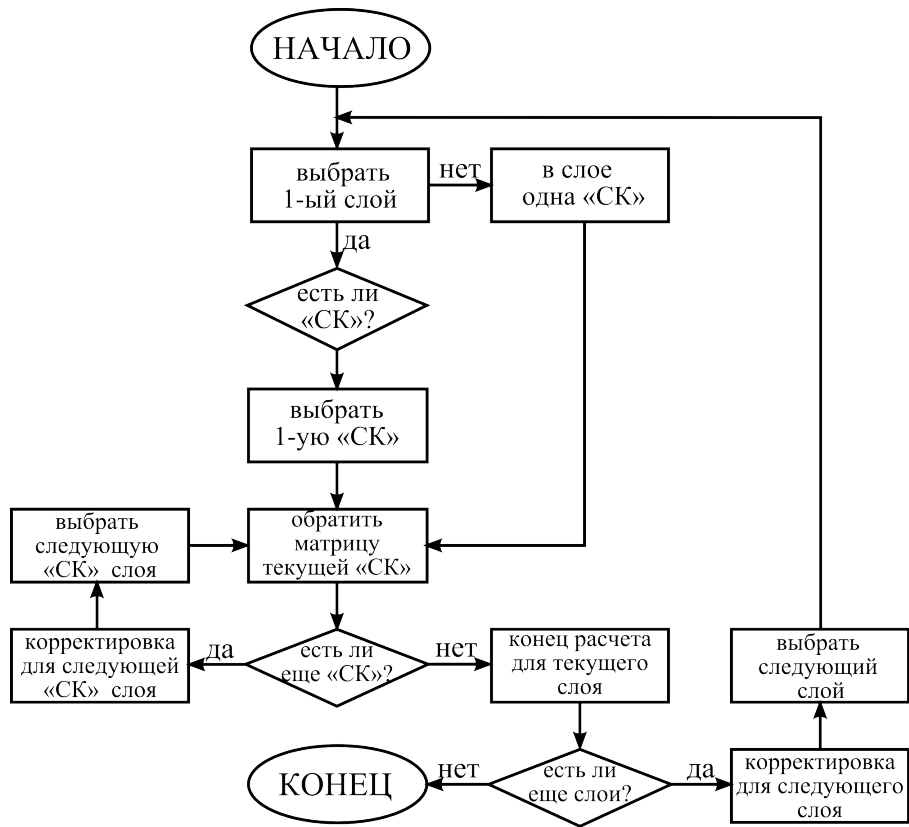 НАЧАЛО
выбрать
1-ый слой
нет
в слое
одна «СК»
да
есть ли
«СК»?
выбрать
1-ую «СК»
выбрать
следующую
«СК» слоя
обратить
матрицу
текущей «СК»
корректировка
для следующей
«СК» слоя
да
есть ли
еще «СК»?
нет
конец расчета
для текущего
слоя
выбрать
следующий
слой
КОНЕЦ
нет
есть ли
еще слои?
да
корректировка
для следующего
слоя